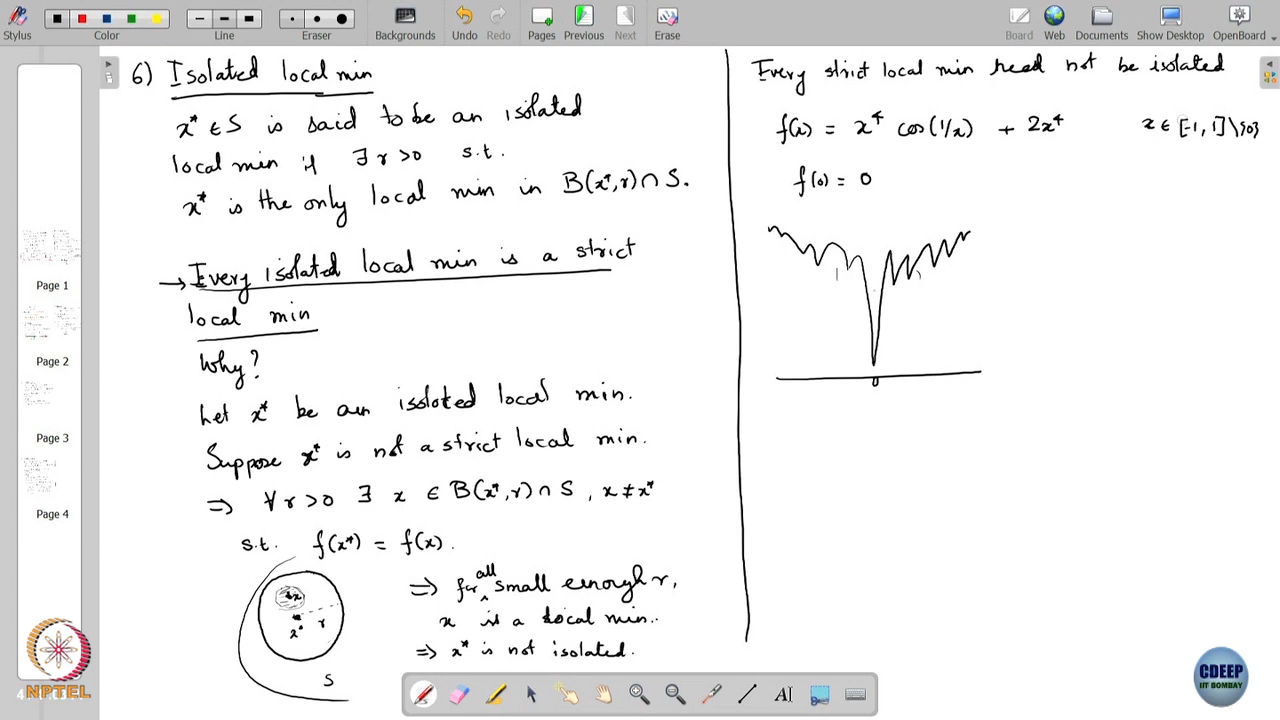 Stylus
Color
Line
Eraser
Backgrounds
Undo
Redo
Pages
Previous
Next
Erase
Board
Web
Documents
Show Desktop
OpenBoard
Page 1
Page 2
Page 3
Page 4
6) Isolated local min
x* ∈ S is said to be an isolated
local min if ∃ r > 0 s.t.
x* is the only local min in B(x*, r) ∩ S.
→ Every isolated local min is a strict
local min
Why?
Let x* be an isolated local min.
Suppose x* is not a strict local min.
⇒ ∀ r > 0 ∃ x ∈ B(x*, r) ∩ S, x ≠ x*
s.t. f(x*) = f(x).
⇒ for all small enough r,
x is a local min.
⇒ x* is not isolated.
x
x*
r
S
Every strict local min need not be isolated
f(x) = x⁴ cos(1/x) + 2x⁴ x ∈ [-1, 1] \ {0}
f(0) = 0
0
NPTEL
CDEEP
IIT BOMBAY